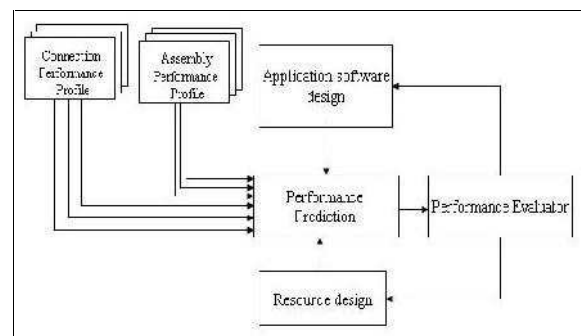 Connection
Performance
Profile
Assembly
Performance
Profile
Application software
design
Performance
Prediction
Performance Evaluator
Resource design